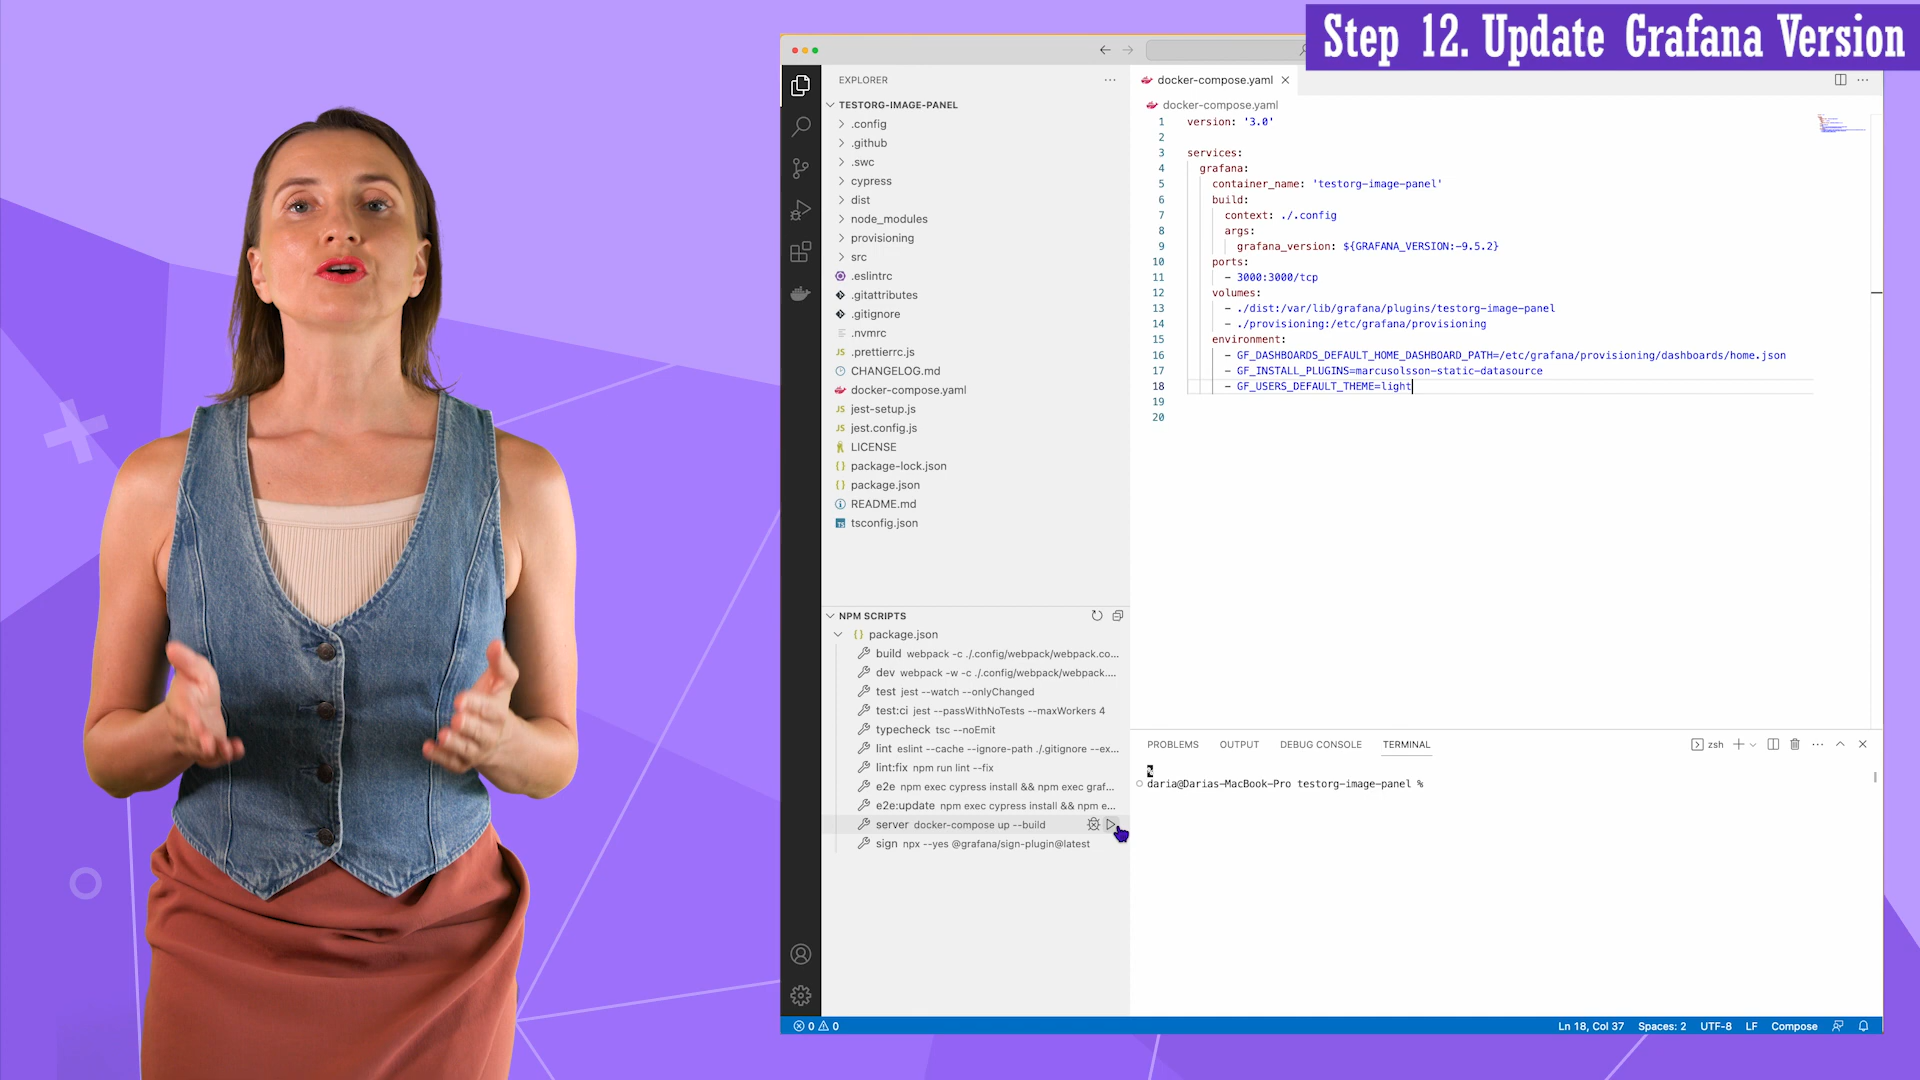 Step 12. Update Grafana Version
EXPLORER
TESTORG-IMAGE-PANEL
.config
.github
.swc
cypress
dist
node_modules
provisioning
src
.eslintrc
.gitattributes
.gitignore
.nvmrc
JS .prettierrc.js
CHANGELOG.md
docker-compose.yaml
JS jest-setup.js
JS jest.config.js
LICENSE
{} package-lock.json
{} package.json
README.md
TS tsconfig.json
NPM SCRIPTS
{} package.json
build webpack -c ./.config/webpack/webpack.co...
dev webpack -w -c ./.config/webpack/webpack....
test jest --watch --onlyChanged
test:ci jest --passWithNoTests --maxWorkers 4
typecheck tsc --noEmit
lint eslint --cache --ignore-path ./.gitignore --ex...
lint:fix npm run lint --fix
e2e npm exec cypress install && npm exec graf...
e2e:update npm exec cypress install && npm e...
server docker-compose up --build
sign npx --yes @grafana/sign-plugin@latest
docker-compose.yaml
docker-compose.yaml
1 version: '3.0'
2
3 services:
4 grafana:
5 container_name: 'testorg-image-panel'
6 build:
7 context: ./.config
8 args:
9 grafana_version: ${GRAFANA_VERSION:-9.5.2}
10 ports:
11 - 3000:3000/tcp
12 volumes:
13 - ./dist:/var/lib/grafana/plugins/testorg-image-panel
14 - ./provisioning:/etc/grafana/provisioning
15 environment:
16 - GF_DASHBOARDS_DEFAULT_HOME_DASHBOARD_PATH=/etc/grafana/provisioning/dashboards/home.json
17 - GF_INSTALL_PLUGINS=marcusolsson-static-datasource
18 - GF_USERS_DEFAULT_THEME=light
19
20
PROBLEMS OUTPUT DEBUG CONSOLE TERMINAL
zsh
%
daria@Darias-MacBook-Pro testorg-image-panel %
0 0
Ln 18, Col 37 Spaces: 2 UTF-8 LF Compose